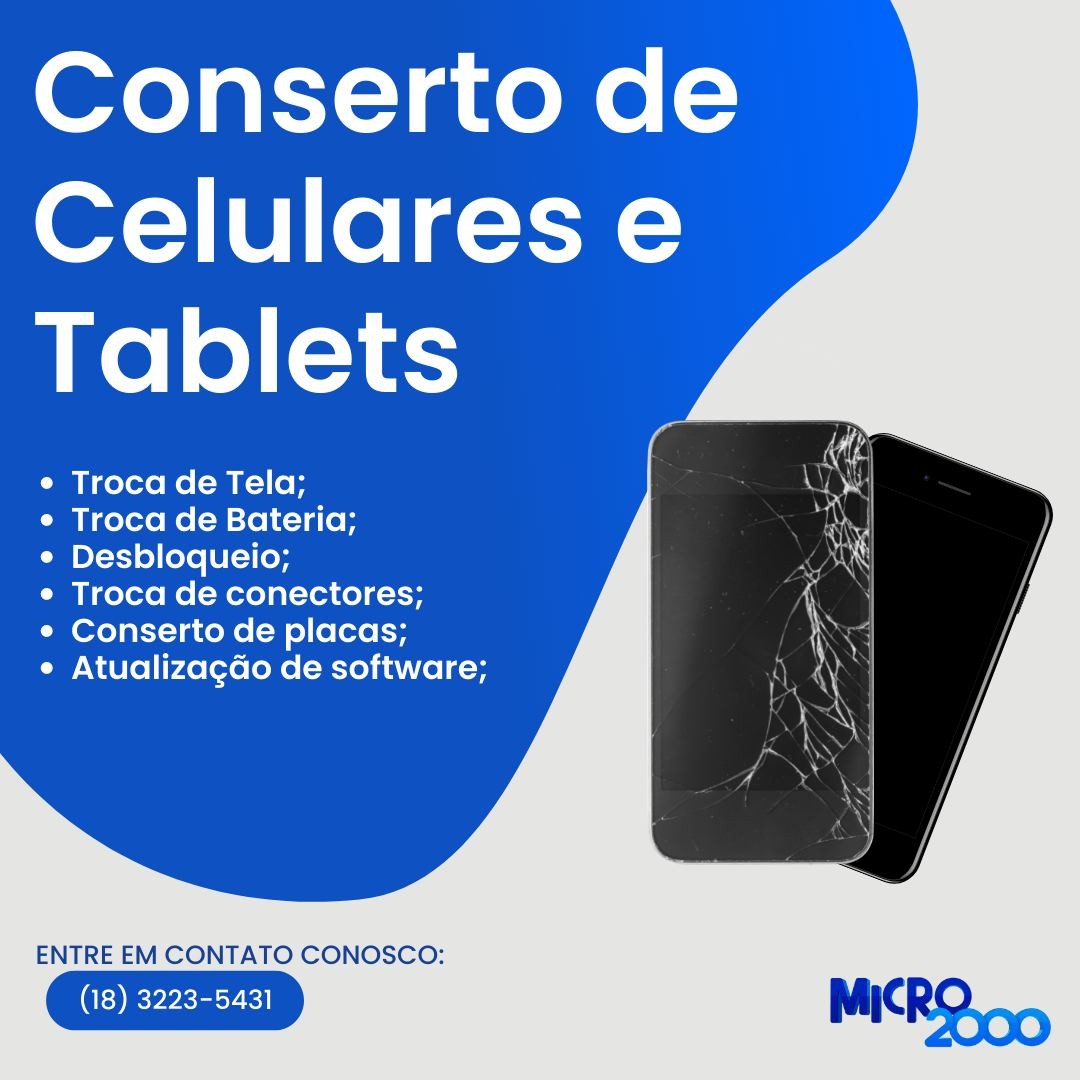 Conserto de
Celulares e
Tablets
• Troca de Tela;
• Troca de Bateria;
• Desbloqueio;
• Troca de conectores;
• Conserto de placas;
• Atualização de software;
ENTRE EM CONTATO CONOSCO:
(18) 3223-5431
MICRO
2000